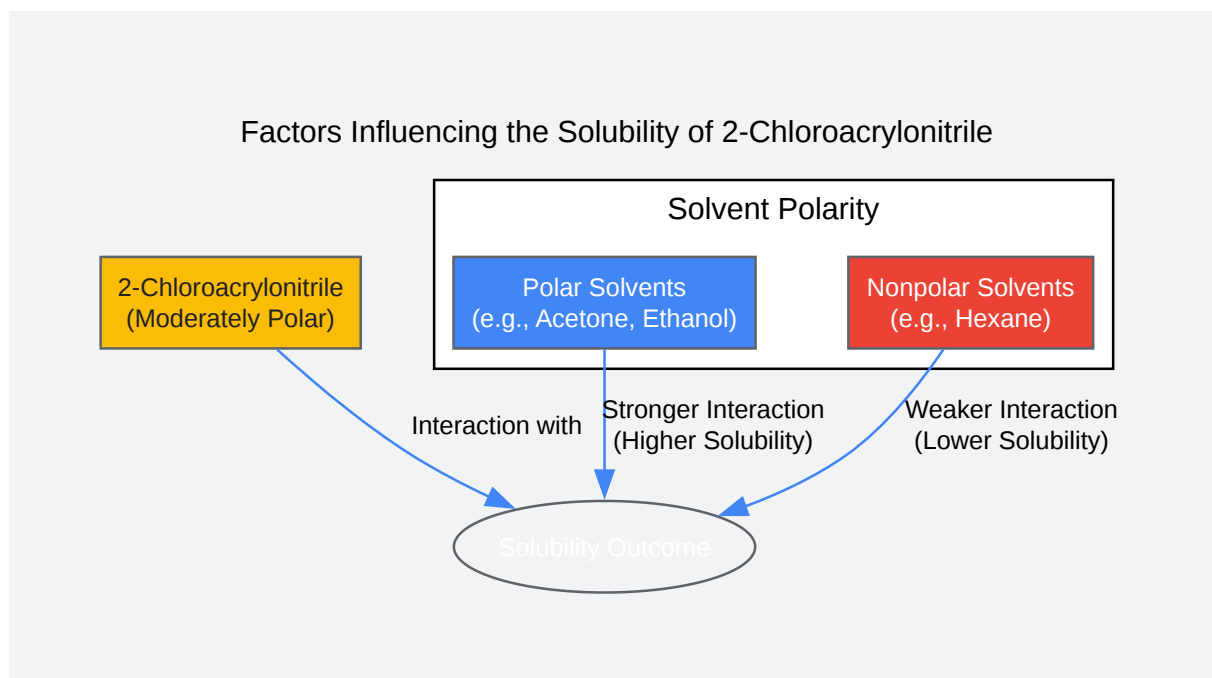 Factors Influencing the Solubility of 2-Chloroacrylonitrile
Solvent Polarity
2-Chloroacrylonitrile
(Moderately Polar)
Polar Solvents
(e.g., Acetone, Ethanol)
Nonpolar Solvents
(e.g., Hexane)
Interaction with
Stronger Interaction
(Higher Solubility)
Weaker Interaction
(Lower Solubility)
Solubility Outcome